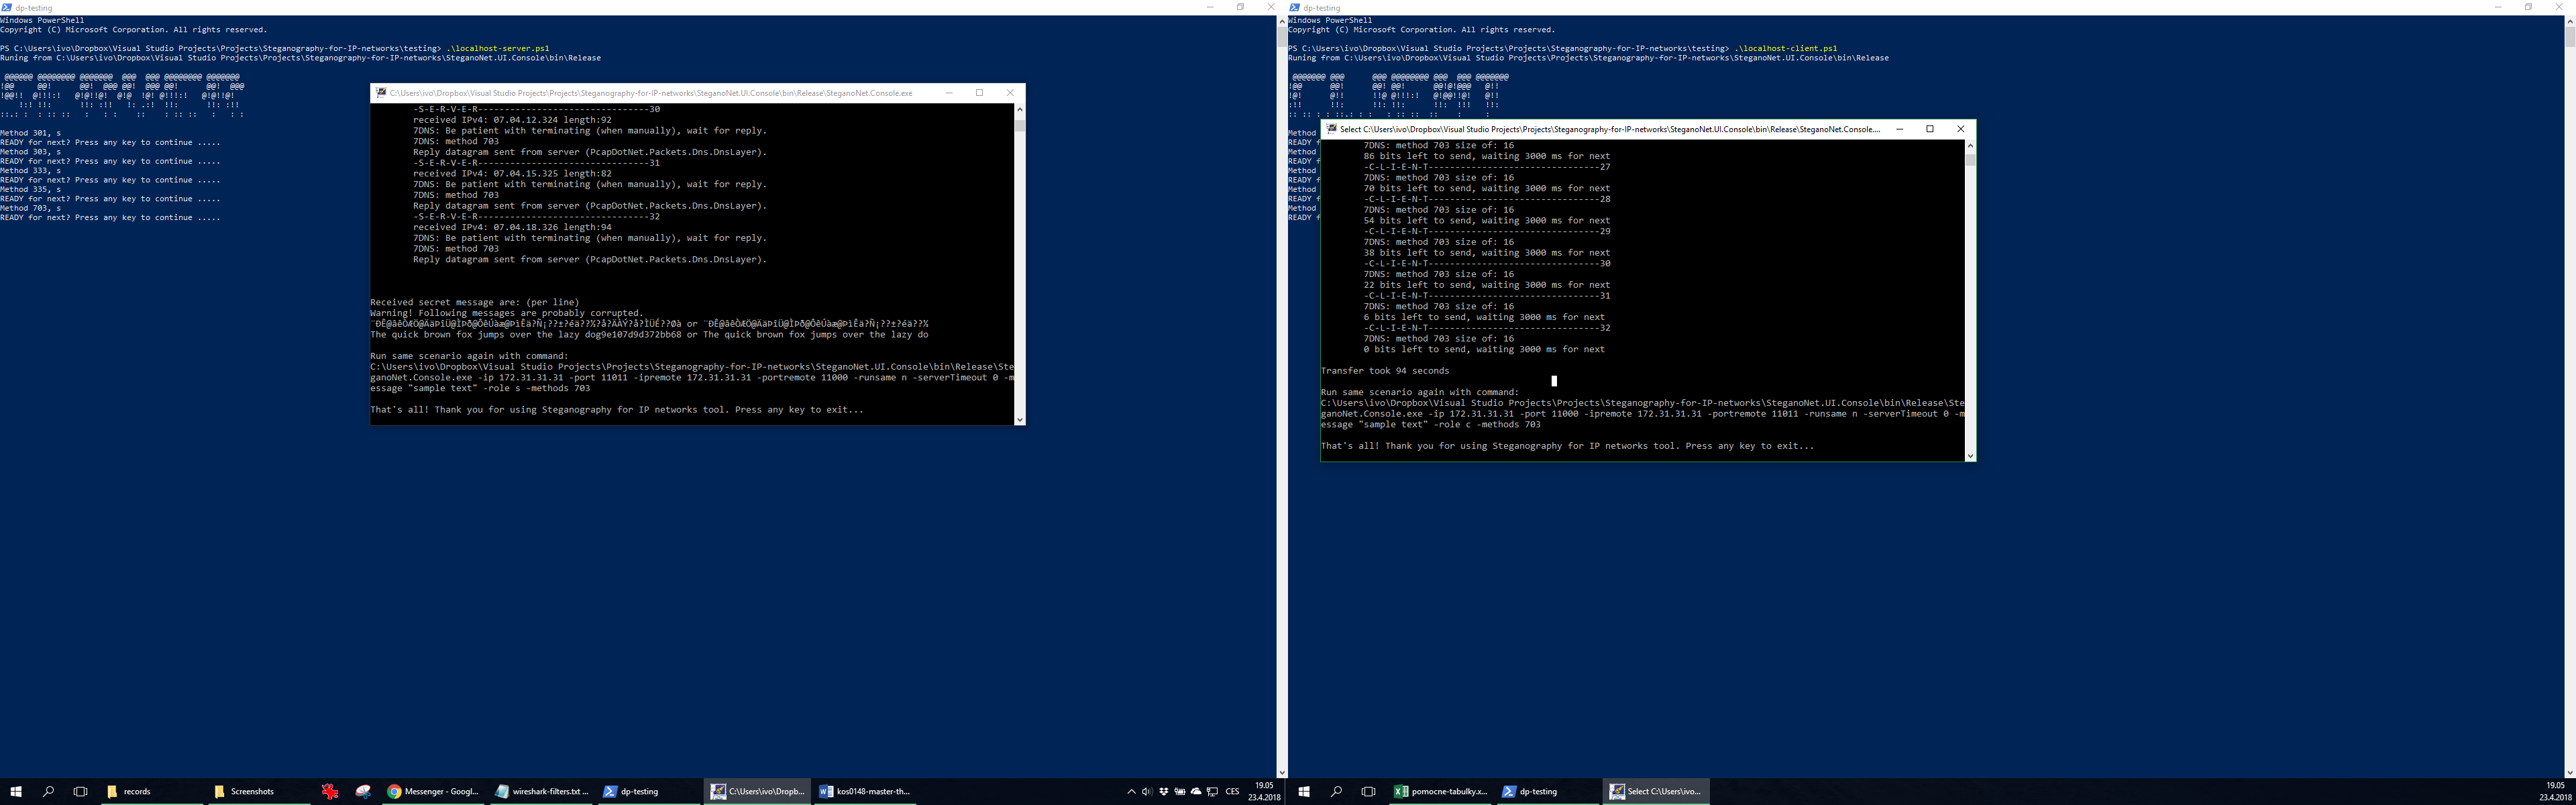 dp-testing
Windows PowerShell
Copyright (C) Microsoft Corporation. All rights reserved.
PS C:\Users\ivo\Dropbox\Visual Studio Projects\Projects\Steganography-for-IP-networks\testing> .\localhost-server.ps1
Runing from C:\Users\ivo\Dropbox\Visual Studio Projects\Projects\Steganography-for-IP-networks\SteganoNet.UI.Console\bin\Release
Method 301, s
READY for next? Press any key to continue .....
Method 303, s
READY for next? Press any key to continue .....
Method 333, s
READY for next? Press any key to continue .....
Method 335, s
READY for next? Press any key to continue .....
Method 703, s
READY for next? Press any key to continue .....
C:\Users\ivo\Dropbox\Visual Studio Projects\Projects\Steganography-for-IP-networks\SteganoNet.UI.Console\bin\Release\SteganoNet.Console.exe
-S-E-R-V-E-R--------------------------------30
received IPv4: 07.04.12.324 length:92
7DNS: Be patient with terminating (when manually), wait for reply.
7DNS: method 703
Reply datagram sent from server (PcapDotNet.Packets.Dns.DnsLayer).
-S-E-R-V-E-R--------------------------------31
received IPv4: 07.04.15.325 length:82
7DNS: Be patient with terminating (when manually), wait for reply.
7DNS: method 703
Reply datagram sent from server (PcapDotNet.Packets.Dns.DnsLayer).
-S-E-R-V-E-R--------------------------------32
received IPv4: 07.04.18.326 length:94
7DNS: Be patient with terminating (when manually), wait for reply.
7DNS: method 703
Reply datagram sent from server (PcapDotNet.Packets.Dns.DnsLayer).
Received secret message are: (per line)
Warning! Following messages are probably corrupted.
The quick brown fox jumps over the lazy dog9e107d9d372bb68 or The quick brown fox jumps over the lazy do
Run same scenario again with command:
C:\Users\ivo\Dropbox\Visual Studio Projects\Projects\Steganography-for-IP-networks\SteganoNet.UI.Console\bin\Release\Ste
ganoNet.Console.exe -ip 172.31.31.31 -port 11011 -ipremote 172.31.31.31 -portremote 11000 -runsame n -serverTimeout 0 -m
essage "sample text" -role s -methods 703
That's all! Thank you for using Steganography for IP networks tool. Press any key to exit...
records
Screenshots
Messenger - Googl...
wireshark-filters.txt ...
dp-testing
C:\Users\ivo\Dropb...
kos0148-master-th...
CES
19.05
23.4.2018
dp-testing
Windows PowerShell
Copyright (C) Microsoft Corporation. All rights reserved.
PS C:\Users\ivo\Dropbox\Visual Studio Projects\Projects\Steganography-for-IP-networks\testing> .\localhost-client.ps1
Runing from C:\Users\ivo\Dropbox\Visual Studio Projects\Projects\Steganography-for-IP-networks\SteganoNet.UI.Console\bin\Release
Method
READY f
Method
READY f
Method
READY f
Method
READY f
Method
READY f
Select C:\Users\ivo\Dropbox\Visual Studio Projects\Projects\Steganography-for-IP-networks\SteganoNet.UI.Console\bin\Release\SteganoNet.Console....
7DNS: method 703 size of: 16
86 bits left to send, waiting 3000 ms for next
-C-L-I-E-N-T--------------------------------27
7DNS: method 703 size of: 16
70 bits left to send, waiting 3000 ms for next
-C-L-I-E-N-T--------------------------------28
7DNS: method 703 size of: 16
54 bits left to send, waiting 3000 ms for next
-C-L-I-E-N-T--------------------------------29
7DNS: method 703 size of: 16
38 bits left to send, waiting 3000 ms for next
-C-L-I-E-N-T--------------------------------30
7DNS: method 703 size of: 16
22 bits left to send, waiting 3000 ms for next
-C-L-I-E-N-T--------------------------------31
7DNS: method 703 size of: 16
6 bits left to send, waiting 3000 ms for next
-C-L-I-E-N-T--------------------------------32
7DNS: method 703 size of: 16
0 bits left to send, waiting 3000 ms for next
Transfer took 94 seconds
Run same scenario again with command:
C:\Users\ivo\Dropbox\Visual Studio Projects\Projects\Steganography-for-IP-networks\SteganoNet.UI.Console\bin\Release\Ste
ganoNet.Console.exe -ip 172.31.31.31 -port 11000 -ipremote 172.31.31.31 -portremote 11011 -runsame n -serverTimeout 0 -m
essage "sample text" -role c -methods 703
That's all! Thank you for using Steganography for IP networks tool. Press any key to exit...
pomocne-tabulky.x...
dp-testing
Select C:\Users\ivo...
19.05
23.4.2018